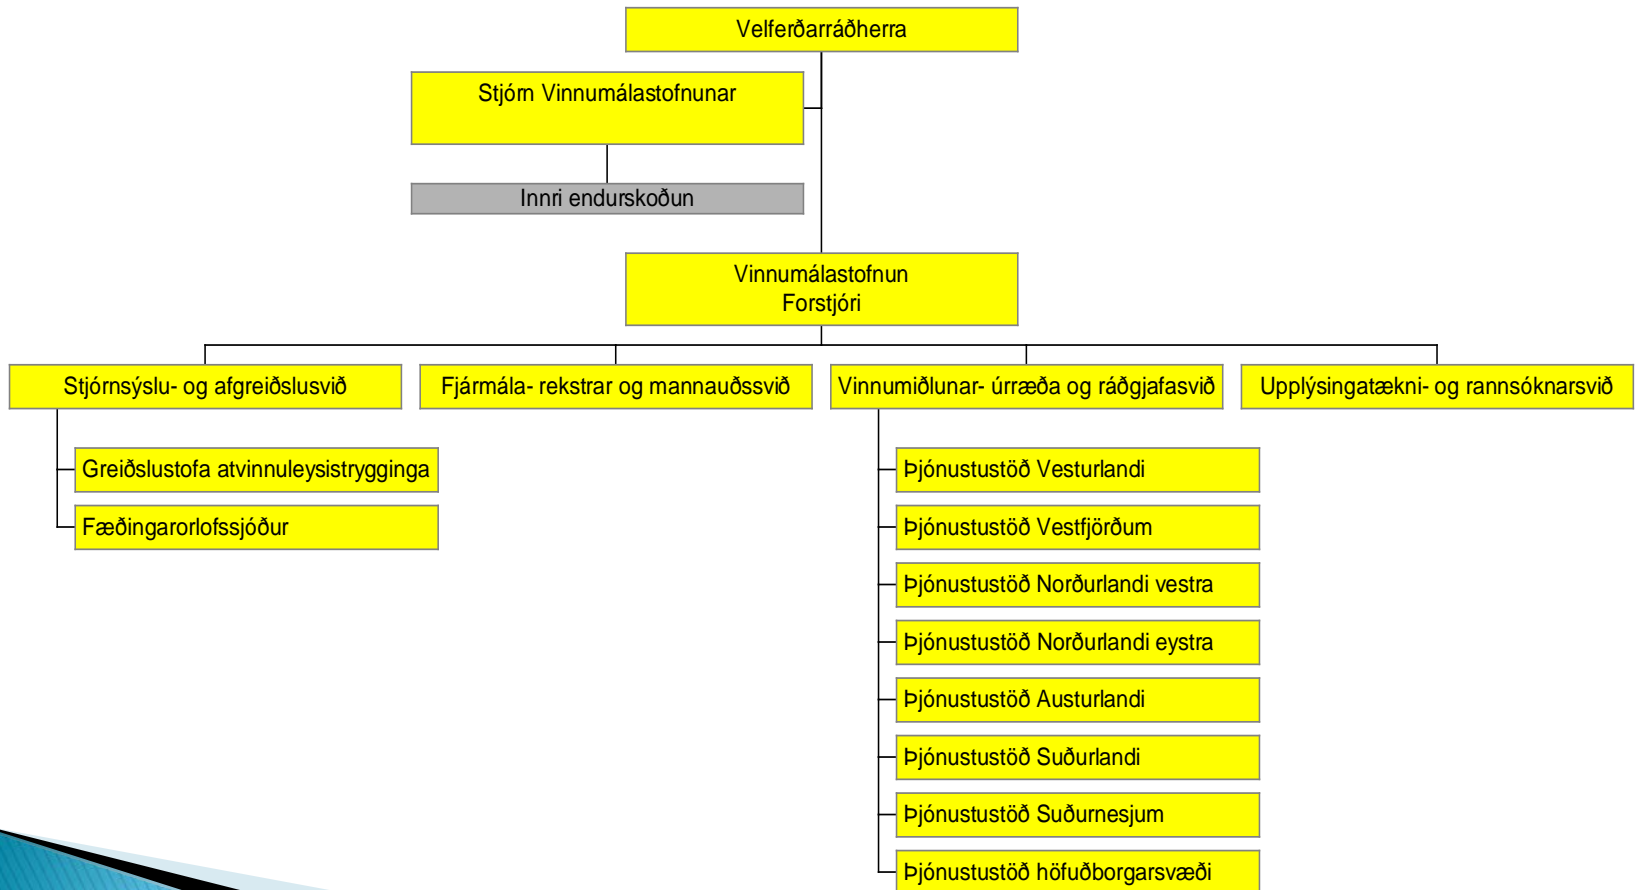 Velferðarráðherra
Stjórn Vinnumálastofnunar
Innri endurskoðun
Vinnumálastofnun
Forstjóri
Stjórnsýslu- og afgreiðslusvið
Fjármála- rekstrar og mannauðssvið
Vinnumiðlunar- úrræða og ráðgjafasvið
Upplýsingatækni- og rannsóknarsvið
Greiðslustofa atvinnuleysistrygginga
Fæðingarorlofssjóður
Þjónustustöð Vesturlandi
Þjónustustöð Vestfjörðum
Þjónustustöð Norðurlandi vestra
Þjónustustöð Norðurlandi eystra
Þjónustustöð Austurlandi
Þjónustustöð Suðurlandi
Þjónustustöð Suðurnesjum
Þjónustustöð höfuðborgarsvæði